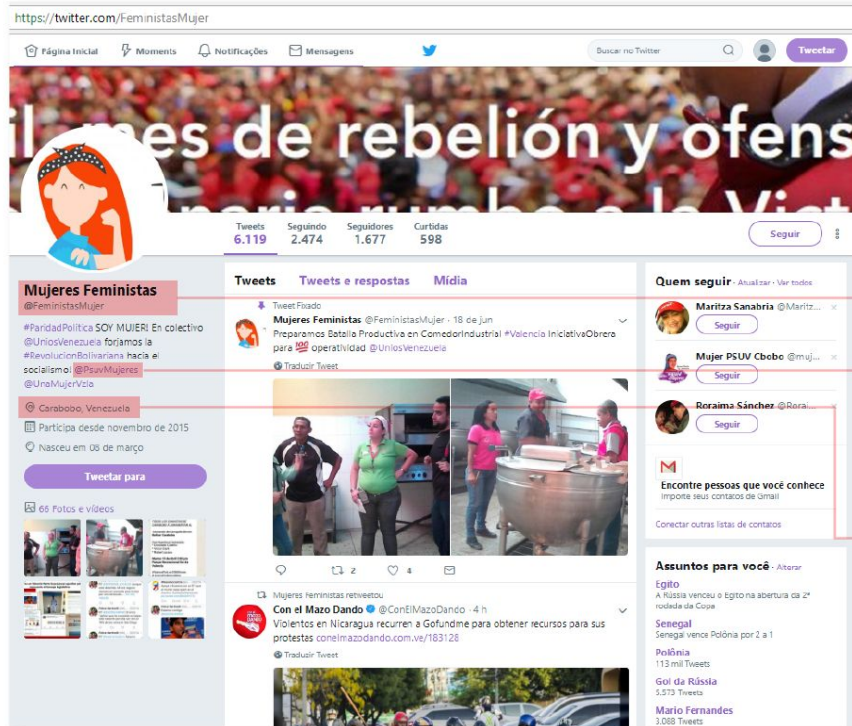 https://twitter.com/FeministasMujer
Página Inicial Moments Notificações Mensagens Buscar no Twitter Tweetar
mes de rebelión y ofens
rumbo a la Vict
Tweets Seguindo Seguidores Curtidas
6.119 2.474 1.677 598
Seguir
Mujeres Feministas
@FeministasMujer
#ParidadPolitica SOY MUJER! En colectivo
@UniosVenezuela forjamos la
#RevolucionBolivariana hacia el
socialismo! @PsuvMujeres
@UnaMujerVzla
Carabobo, Venezuela
Participa desde novembro de 2015
Nasceu em 08 de março
Tweetar para
66 Fotos e vídeos
Tweets Tweets e respostas Mídia
Tweet Fixado
Mujeres Feministas @FeministasMujer · 18 de jun
Preparamos Batalla Productiva en ComedorIndustrial #Valencia IniciativaObrera
para 💯 operatividad @UniosVenezuela
Traduzir Tweet
2 4
Mujeres Feministas retweetou
Con el Mazo Dando @ConElMazoDando · 4 h
Violentos en Nicaragua recurren a Gofundme para obtener recursos para sus
protestas conelmazodando.com.ve/183128
Traduzir Tweet
Quem seguir · Atualizar · Ver todos
Maritza Sanabria @Maritz...
Seguir
Mujer PSUV Cbobo @muj...
Seguir
Roraima Sánchez @Rorai...
Seguir
Encontre pessoas que você conhece
Importe seus contatos de Gmail
Conectar outras listas de contatos
Assuntos para você · Alterar
Egito
A Rússia venceu o Egito na abertura da 2ª
rodada da Copa
Senegal
Senegal vence Polônia por 2 a 1
Polônia
113 mil Tweets
Gol da Rússia
5.573 Tweets
Mario Fernandes
3.088 Tweets